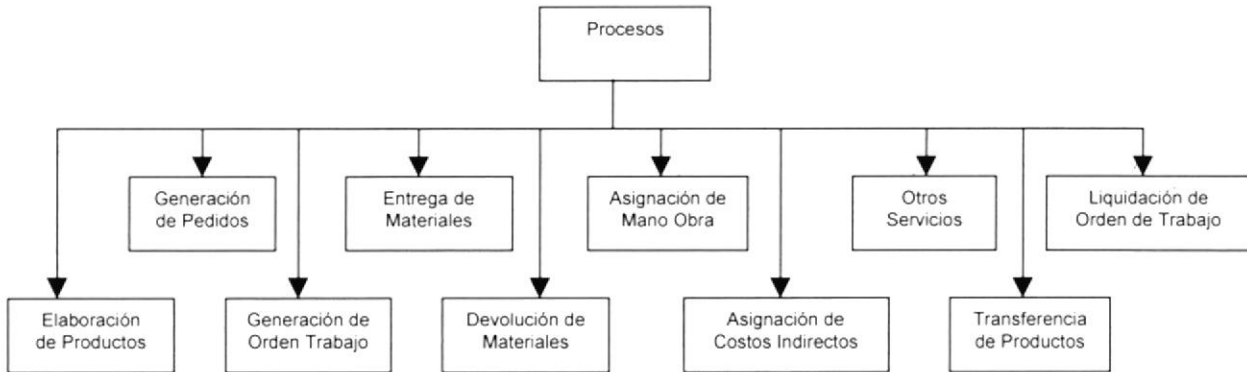 Procesos
Generación
de Pedidos
Entrega de
Materiales
Asignación de
Mano Obra
Otros
Servicios
Liquidación de
Orden de Trabajo
Elaboración
de Productos
Generación de
Orden Trabajo
Devolución de
Materiales
Asignación de
Costos Indirectos
Transferencia
de Productos